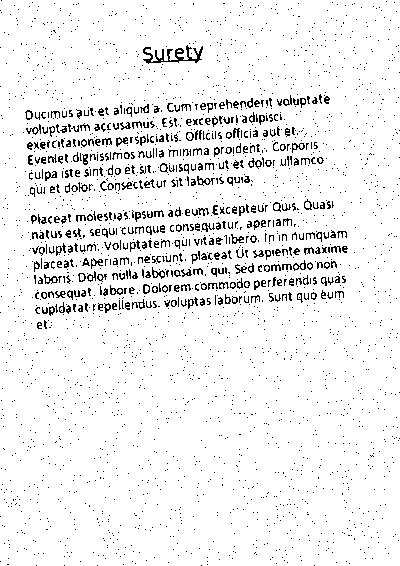 Surety
Ducimus aut et aliquid a. Cum reprehenderit voluptate
voluptatum accusamus. Est, excepturi adipisci.
exercitationem perspiciatis. Officiis officia aut et.
Eveniet dignissimos nulla minima proident,. Corporis
culpa iste sint do et sit. Quisquam ut et dolor ullamco
qui et dolor. Consectetur sit laboris quia.
Placeat molestias ipsum ad eum Excepteur Quis. Quasi
natus est, sequi cumque consequatur, aperiam,
voluptatum. Voluptatem qui vitae libero. In in numquam
placeat. Aperiam, nesciunt, placeat Ut sapiente maxime
laboris. Dolor nulla laboriosam, qui. Sed commodo non
consequat. labore. Dolorem commodo perferendis quas
cupidatat repellendus. voluptas laborum. Sunt quo eum
et.